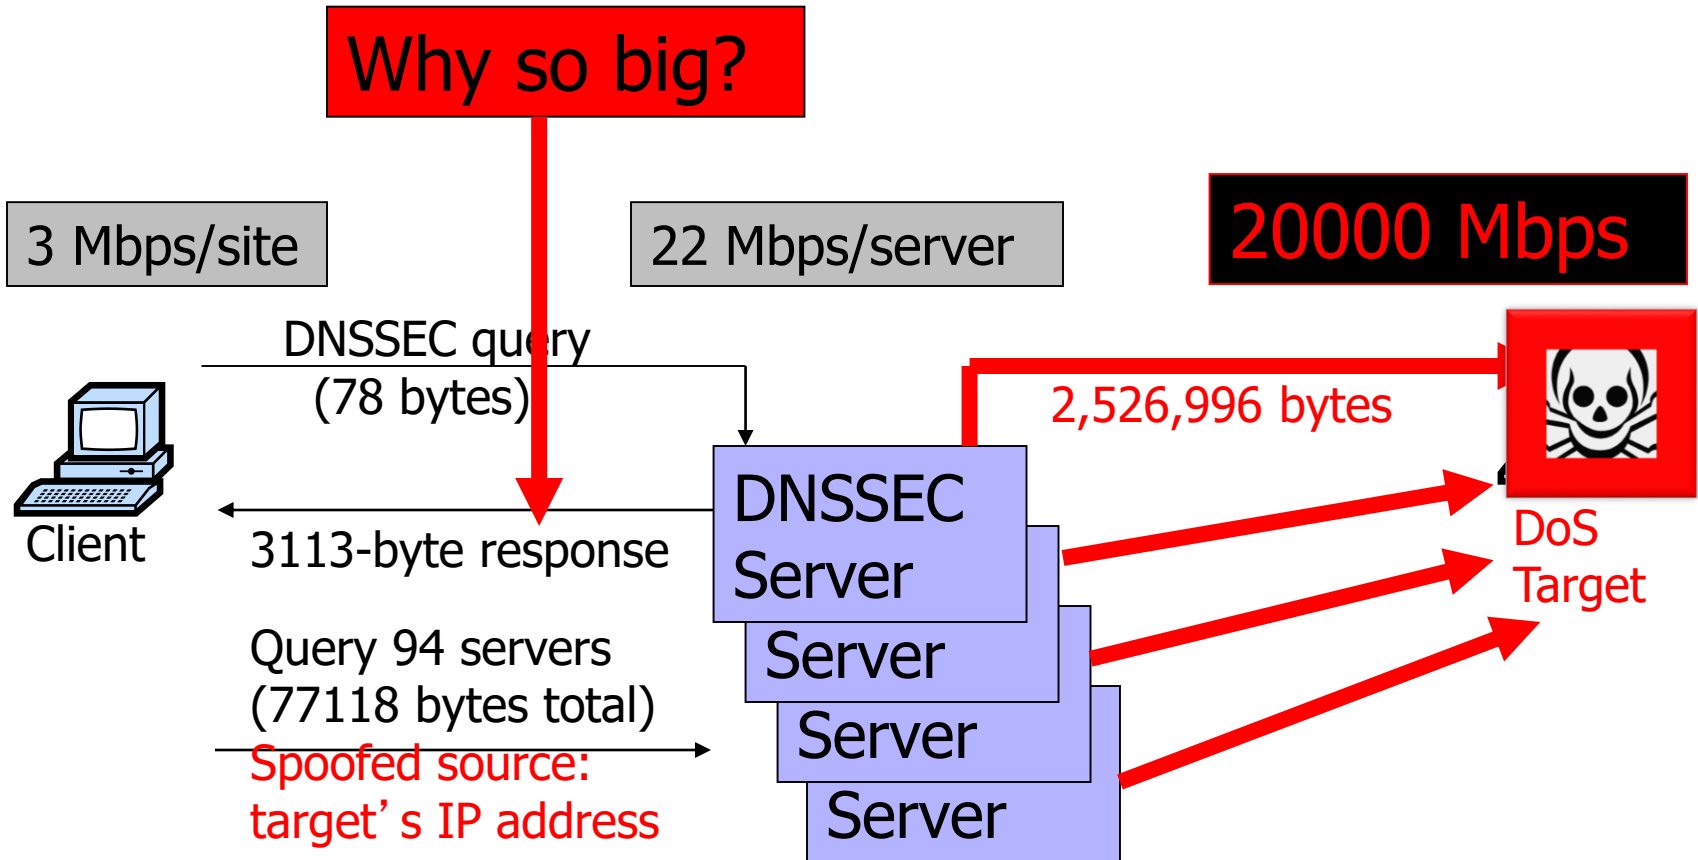 Why so big?
3 Mbps/site
22 Mbps/server
20000 Mbps
DNSSEC query
(78 bytes)
2,526,996 bytes
Client
3113-byte response
DNSSEC
Server
DoS
Target
Query 94 servers
(77118 bytes total)
Spoofed source:
target’s IP address
Server
Server
Server